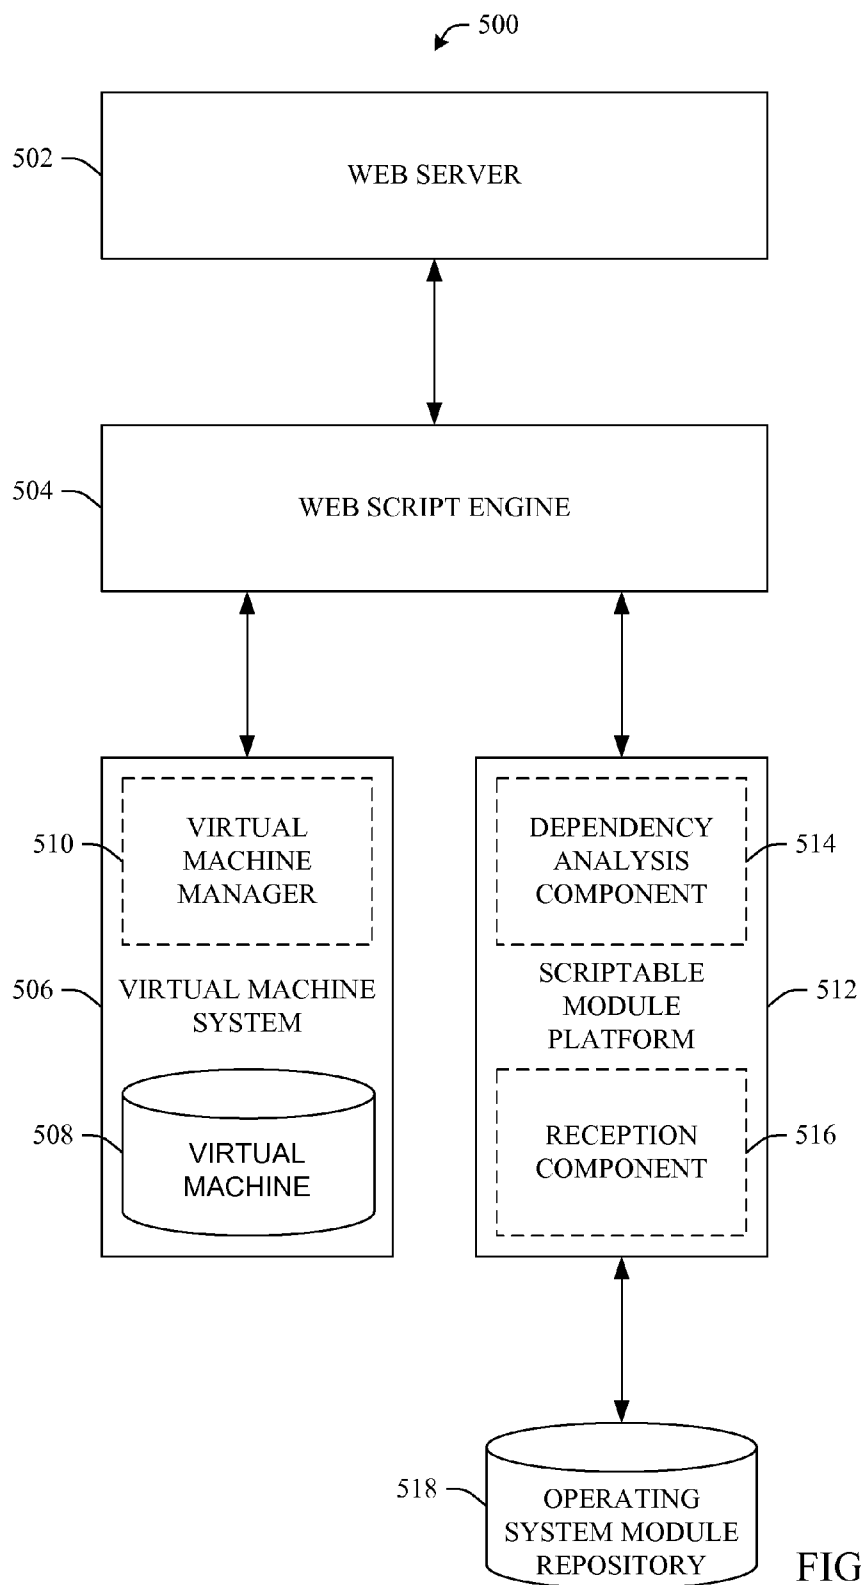 500
502
WEB SERVER
504
WEB SCRIPT ENGINE
510
VIRTUAL
MACHINE
MANAGER
DEPENDENCY
ANALYSIS
COMPONENT
514
506
VIRTUAL MACHINE
SYSTEM
SCRIPTABLE
MODULE
PLATFORM
512
508
VIRTUAL
MACHINE
RECEPTION
COMPONENT
516
518
OPERATING
SYSTEM MODULE
REPOSITORY
FIG